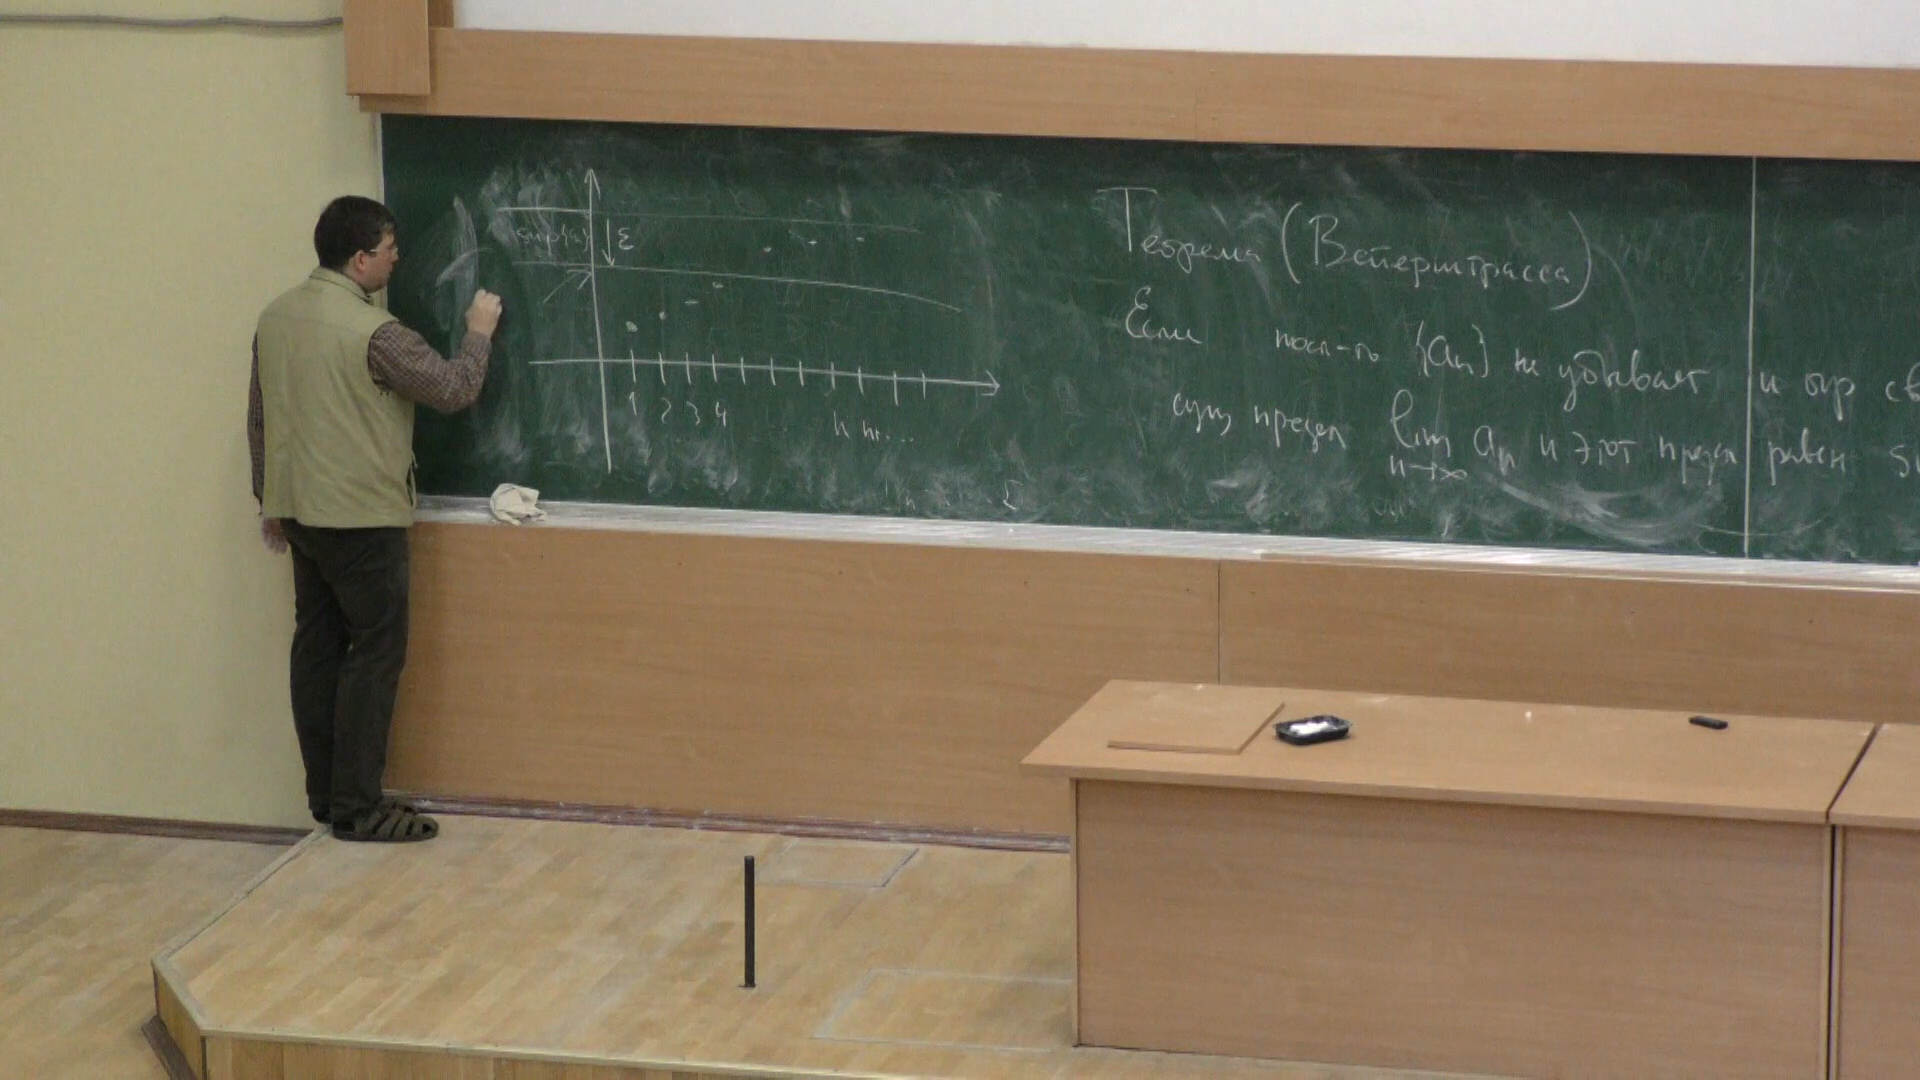 sup{a} ε
1 2 3 4 n
Теорема (Вейерштрасса)
Если посл-ть {aₙ} не убывает и огр св
сущ предел lim aₙ и этот предел равен su
n→∞